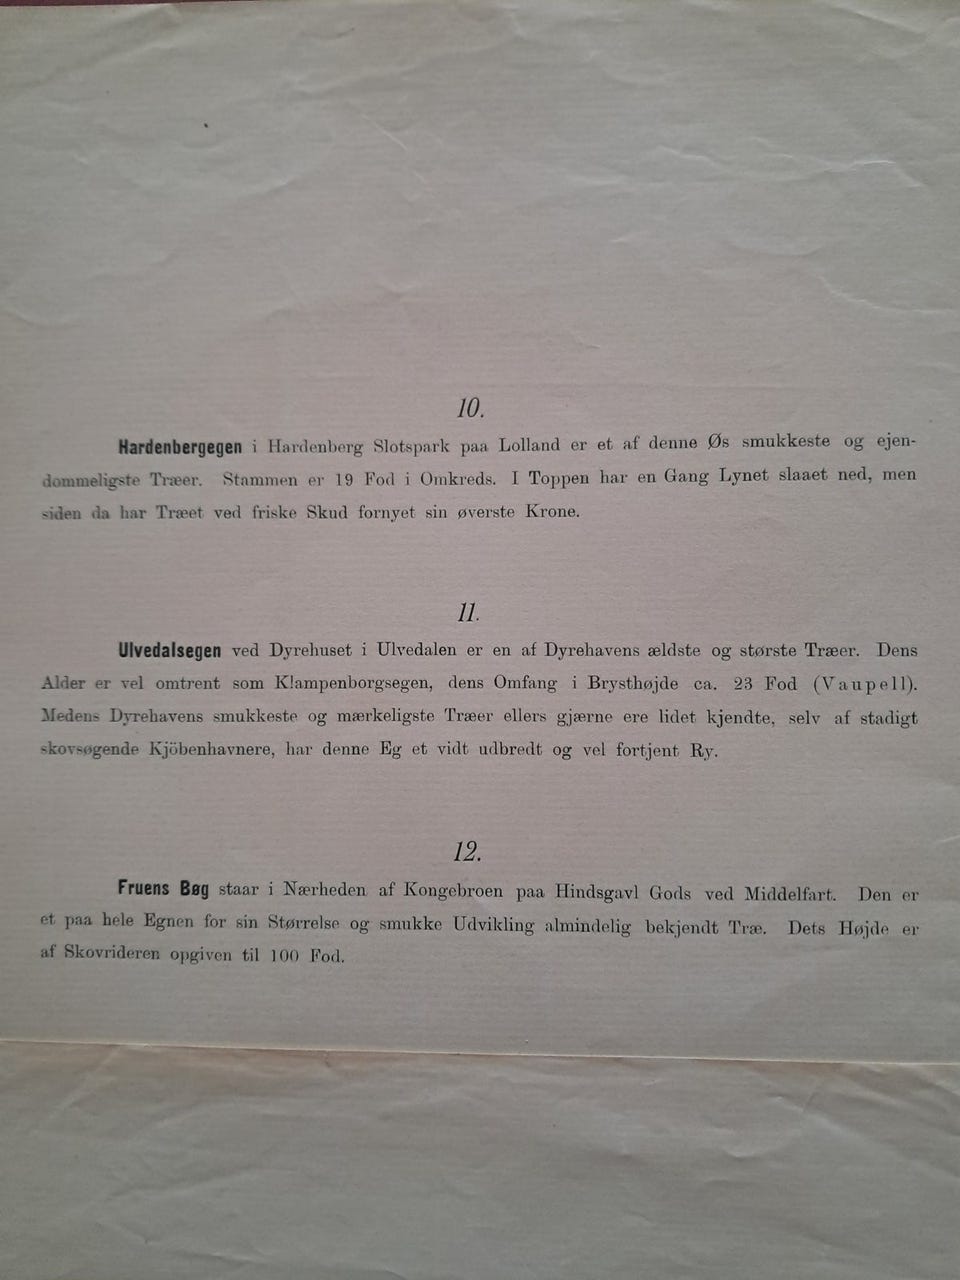 10.
Hardenbergegen i Hardenberg Slotspark paa Lolland er et af denne Øs smukkeste og ejen-
dommeligste Træer. Stammen er 19 Fod i Omkreds. I Toppen har en Gang Lynet slaaet ned, men
siden da har Træet ved friske Skud fornyet sin øverste Krone.
11.
Ulvedalsegen ved Dyrehuset i Ulvedalen er en af Dyrehavens ældste og største Træer. Dens
Alder er vel omtrent som Klampenborgsegen, dens Omfang i Brysthøjde ca. 23 Fod (Vaupell).
Medens Dyrehavens smukkeste og mærkeligste Træer ellers gjærne ere lidet kjendte, selv af stadigt
skovsøgende Kjöbenhavnere, har denne Eg et vidt udbredt og vel fortjent Ry.
12.
Fruens Bøg staar i Nærheden af Kongebroen paa Hindsgavl Gods ved Middelfart. Den er
et paa hele Egnen for sin Størrelse og smukke Udvikling almindelig bekjendt Træ. Dets Højde er
af Skovrideren opgiven til 100 Fod.